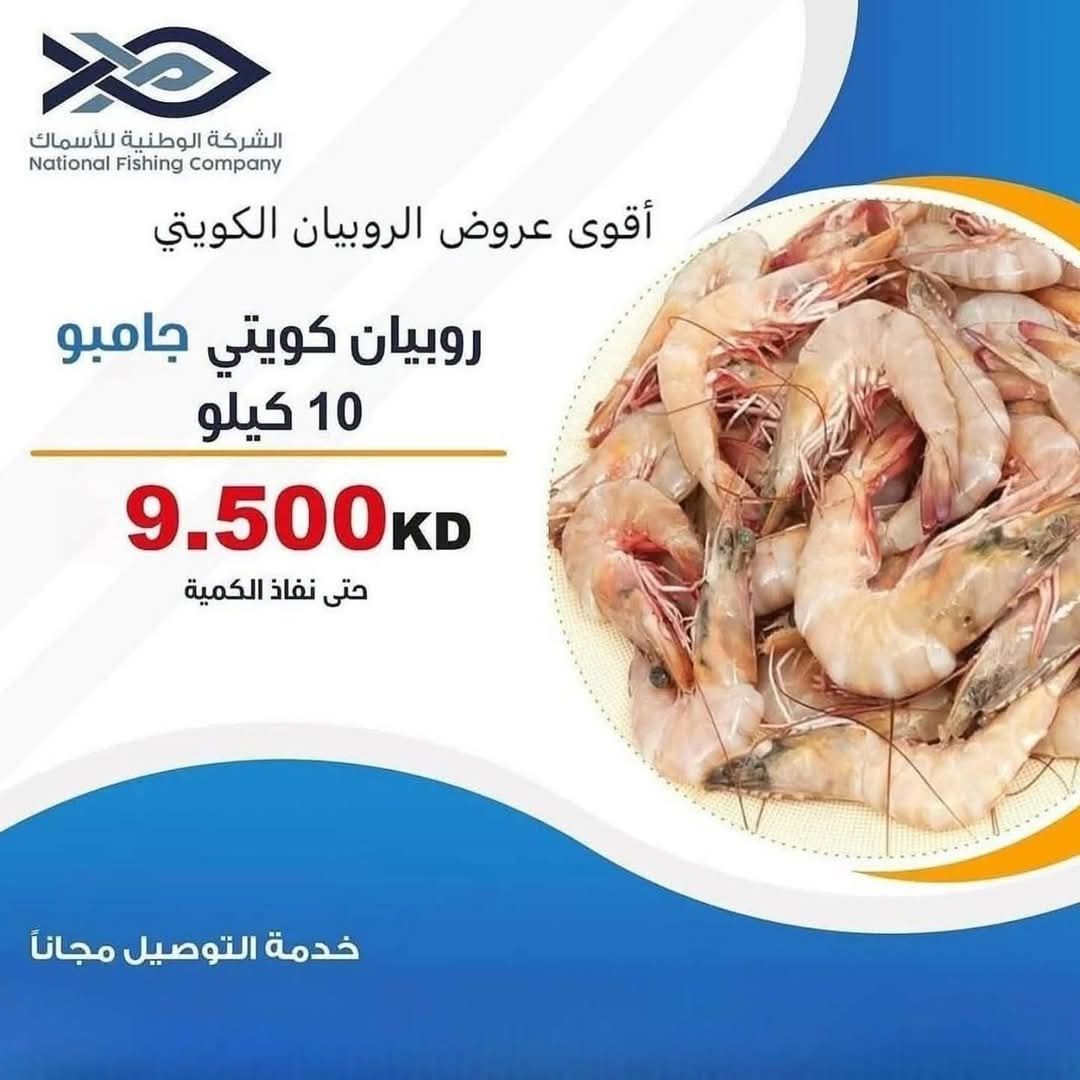 الشركة الوطنية للأسماك
National Fishing Company
أقوى عروض الروبيان الكويتي
روبيان كويتي جامبو
10 كيلو
9.500KD
حتى نفاذ الكمية
خدمة التوصيل مجاناً